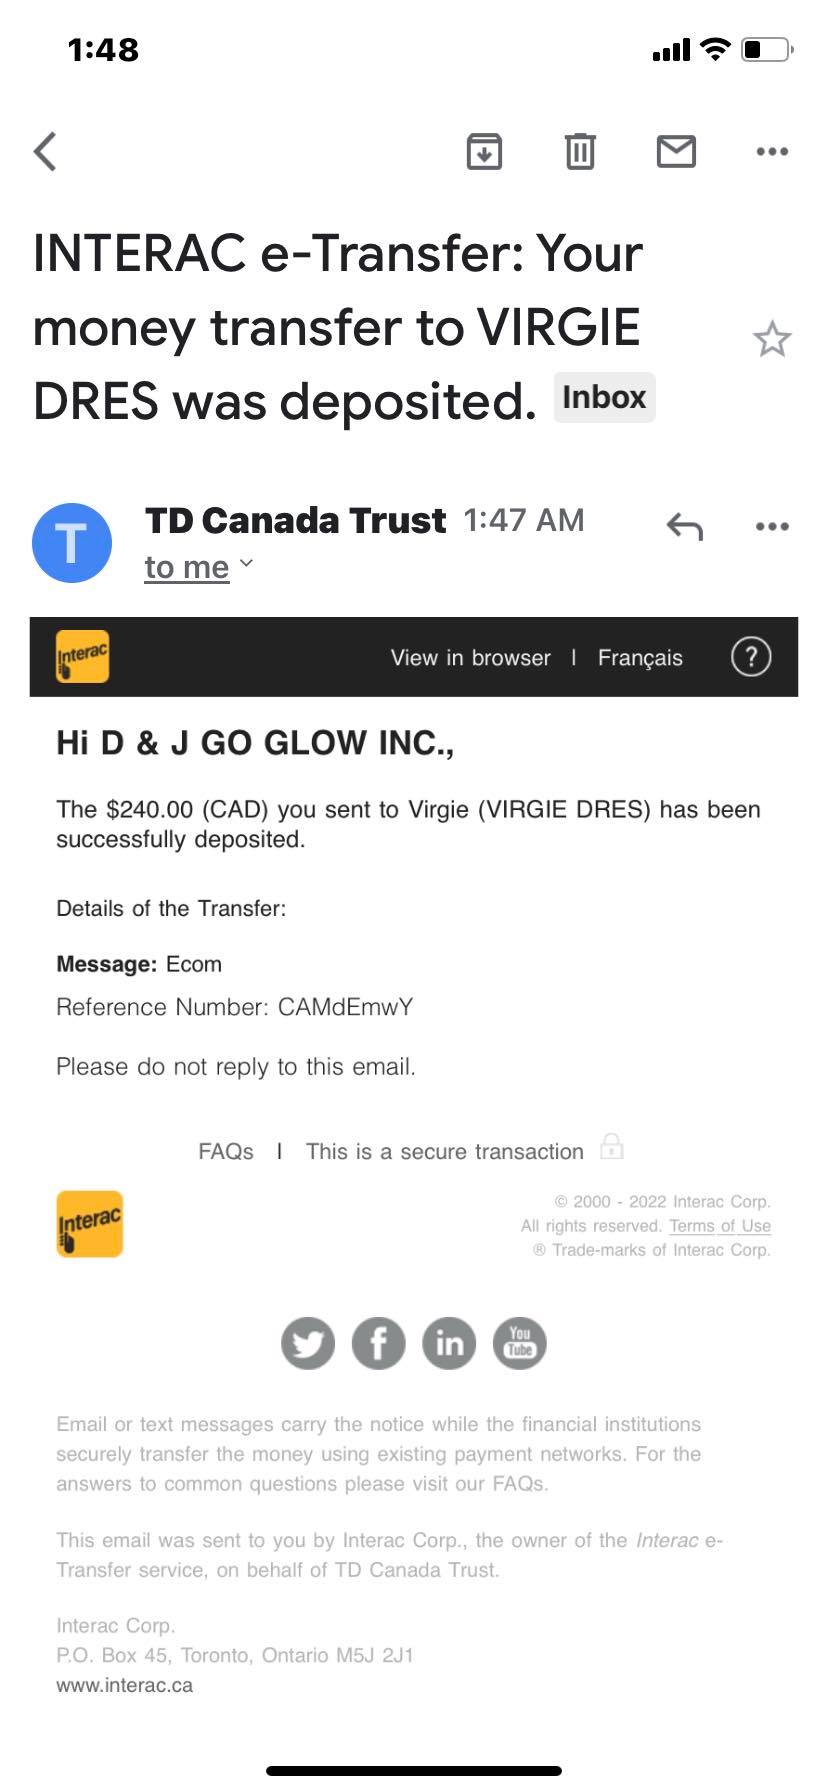 1:48
INTERAC e-Transfer: Your
money transfer to VIRGIE
DRES was deposited. Inbox
T
TD Canada Trust 1:47 AM
to me
Interac
View in browser | Français ?
Hi D & J GO GLOW INC.,
The $240.00 (CAD) you sent to Virgie (VIRGIE DRES) has been
successfully deposited.
Details of the Transfer:
Message: Ecom
Reference Number: CAMdEmwY
Please do not reply to this email.
FAQs | This is a secure transaction
Interac
© 2000 - 2022 Interac Corp.
All rights reserved. Terms of Use
® Trade-marks of Interac Corp.
f in You Tube
Email or text messages carry the notice while the financial institutions
securely transfer the money using existing payment networks. For the
answers to common questions please visit our FAQs.
This email was sent to you by Interac Corp., the owner of the Interac e-
Transfer service, on behalf of TD Canada Trust.
Interac Corp.
P.O. Box 45, Toronto, Ontario M5J 2J1
www.interac.ca